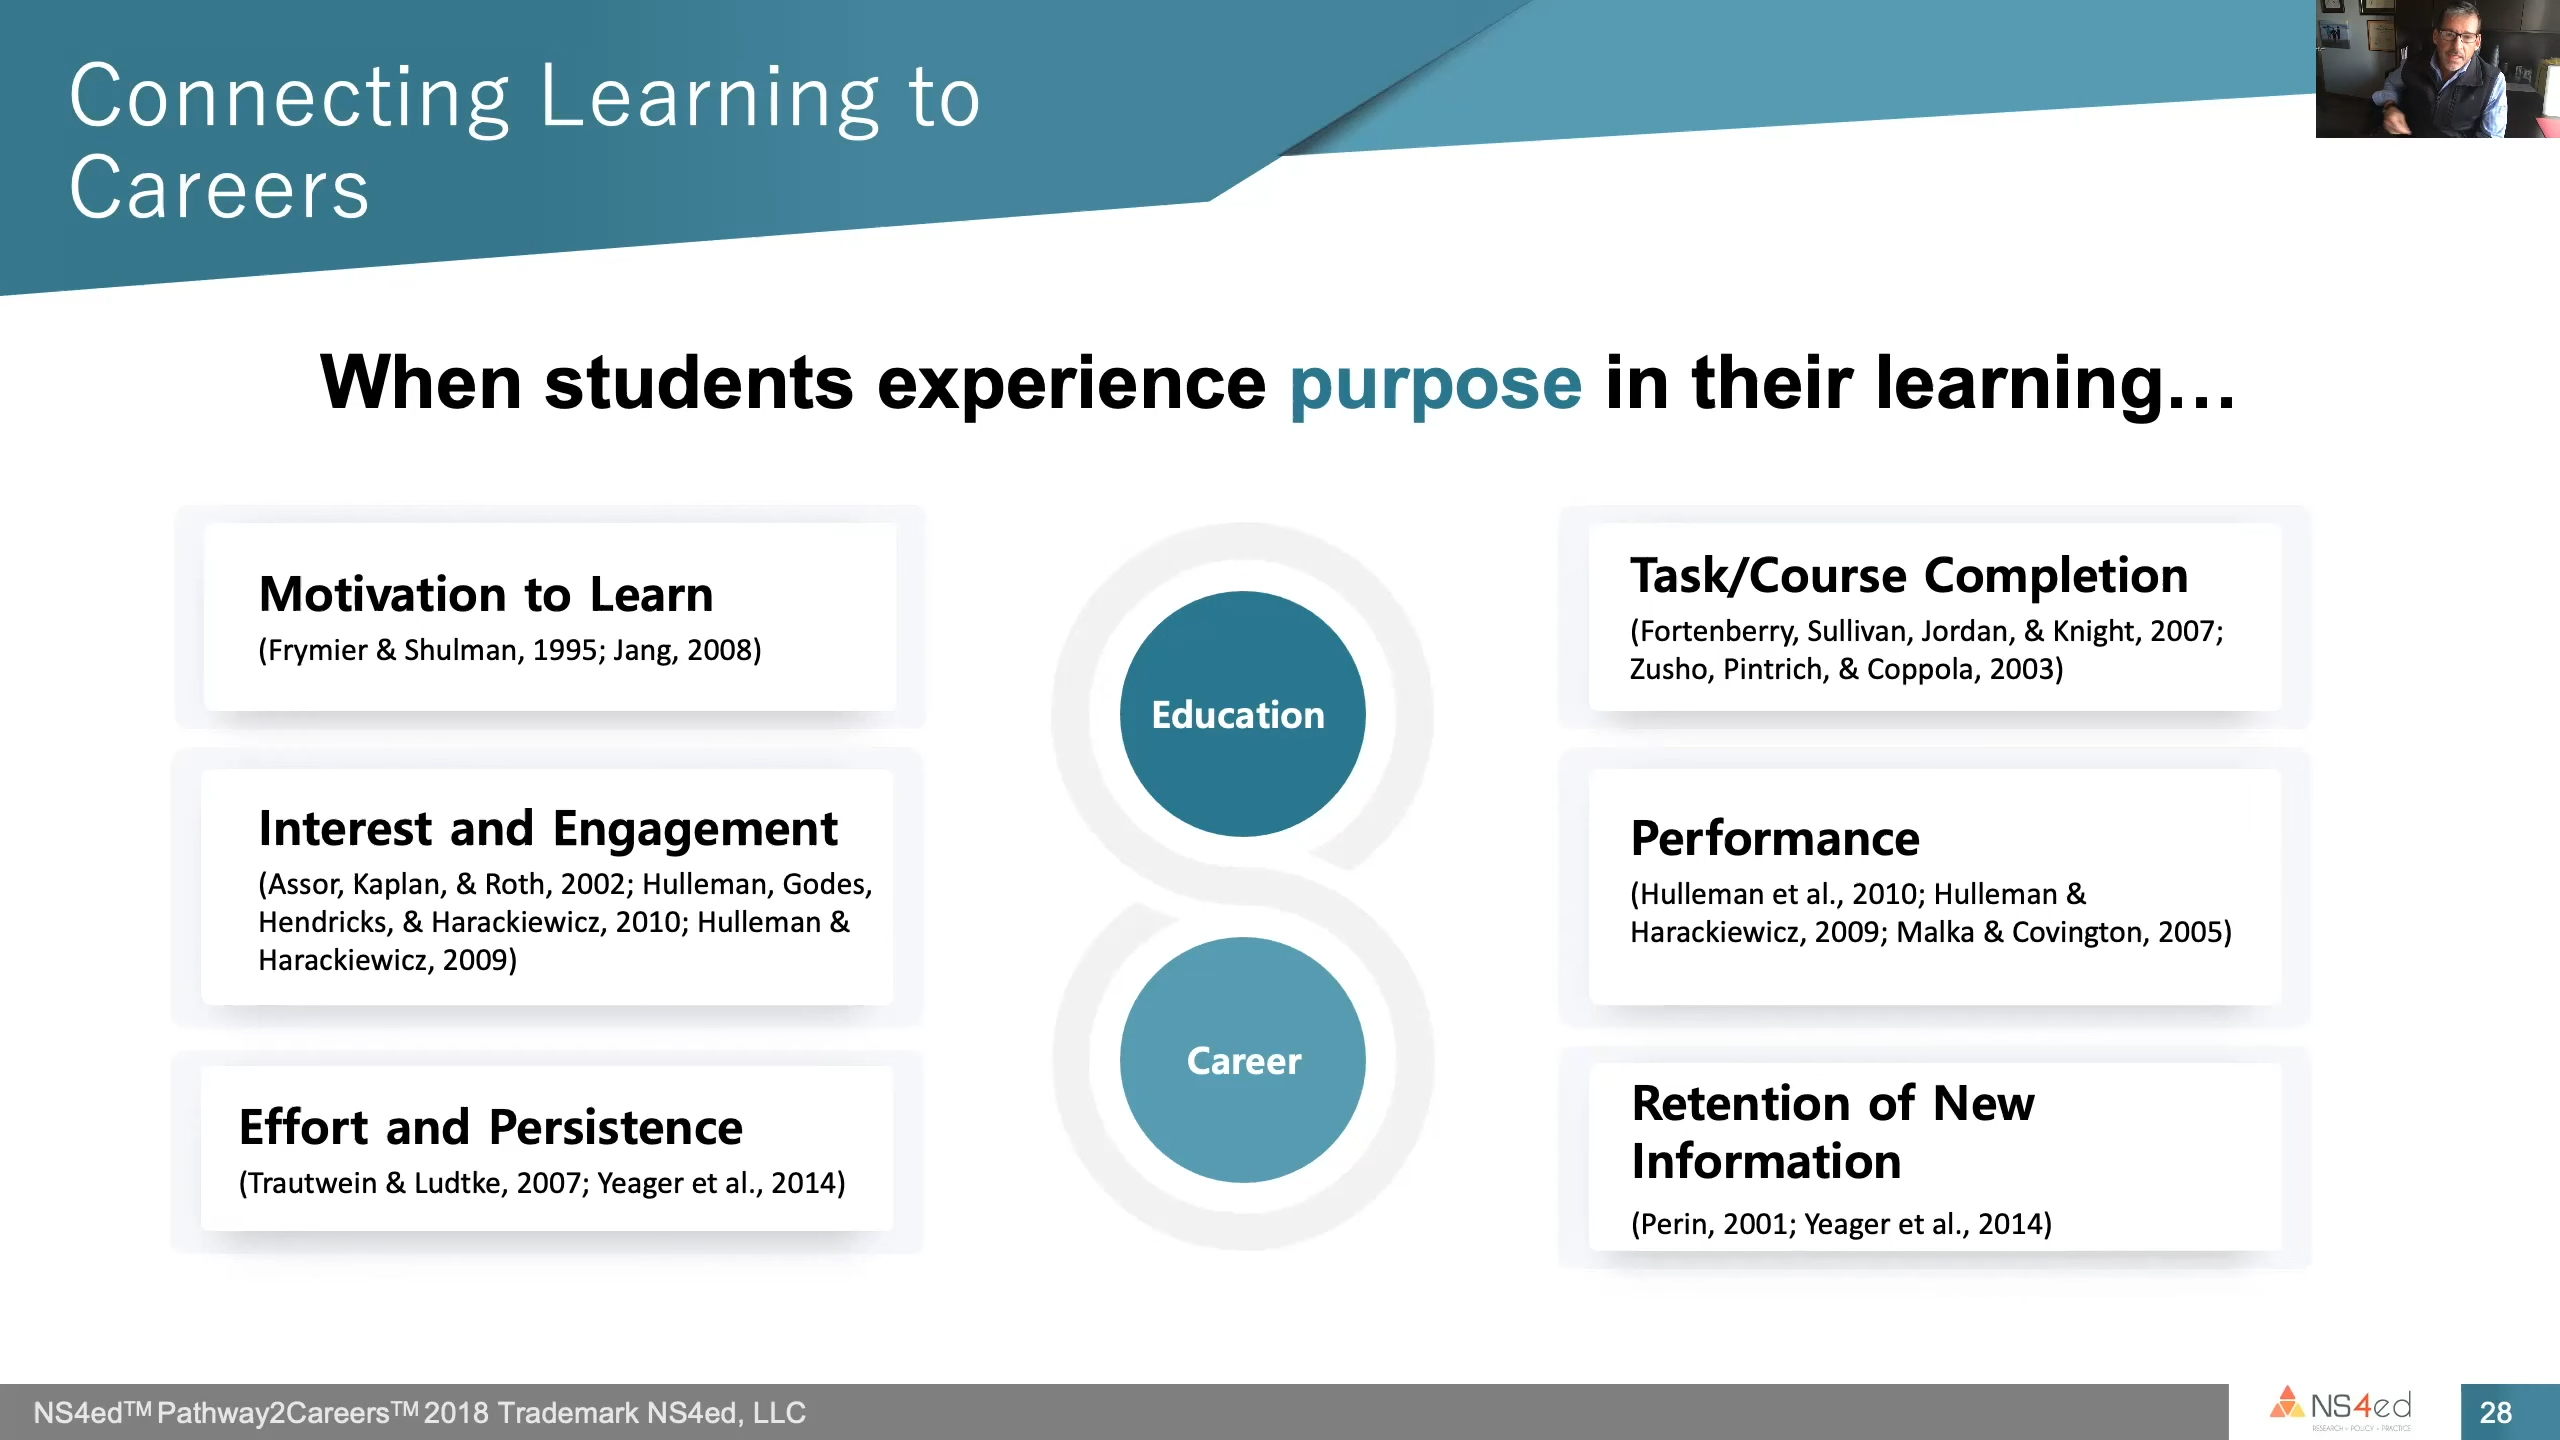 Connecting Learning to
Careers
When students experience purpose in their learning…
Motivation to Learn
(Frymier & Shulman, 1995; Jang, 2008)
Interest and Engagement
(Assor, Kaplan, & Roth, 2002; Hulleman, Godes,
Hendricks, & Harackiewicz, 2010; Hulleman &
Harackiewicz, 2009)
Effort and Persistence
(Trautwein & Ludtke, 2007; Yeager et al., 2014)
Education
Career
Task/Course Completion
(Fortenberry, Sullivan, Jordan, & Knight, 2007;
Zusho, Pintrich, & Coppola, 2003)
Performance
(Hulleman et al., 2010; Hulleman &
Harackiewicz, 2009; Malka & Covington, 2005)
Retention of New
Information
(Perin, 2001; Yeager et al., 2014)
NS4ed™ Pathway2Careers™ 2018 Trademark NS4ed, LLC
NS4ed
RESEARCH • POLICY • PRACTICE
28